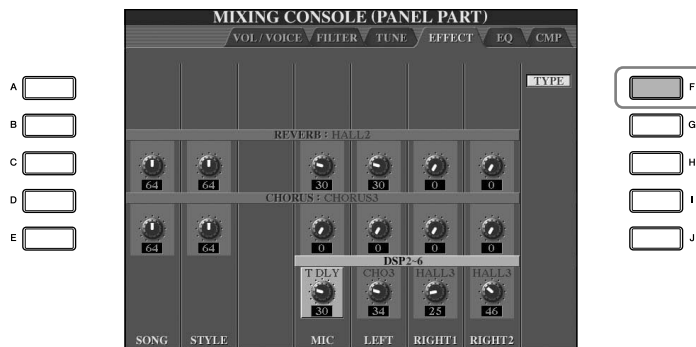 MIXING CONSOLE (PANEL PART)
VOL / VOICE FILTER TUNE EFFECT EQ CMP
TYPE
A
F
B
G
REVERB : HALL2
C
H
64 64 30 30 0 0
CHORUS : CHORUS3
D
I
E
J
64 64 0 0 0 0
DSP2~6
T DLY CHO3 HALL3 HALL3
30 34 25 46
SONG STYLE MIC LEFT RIGHT1 RIGHT2